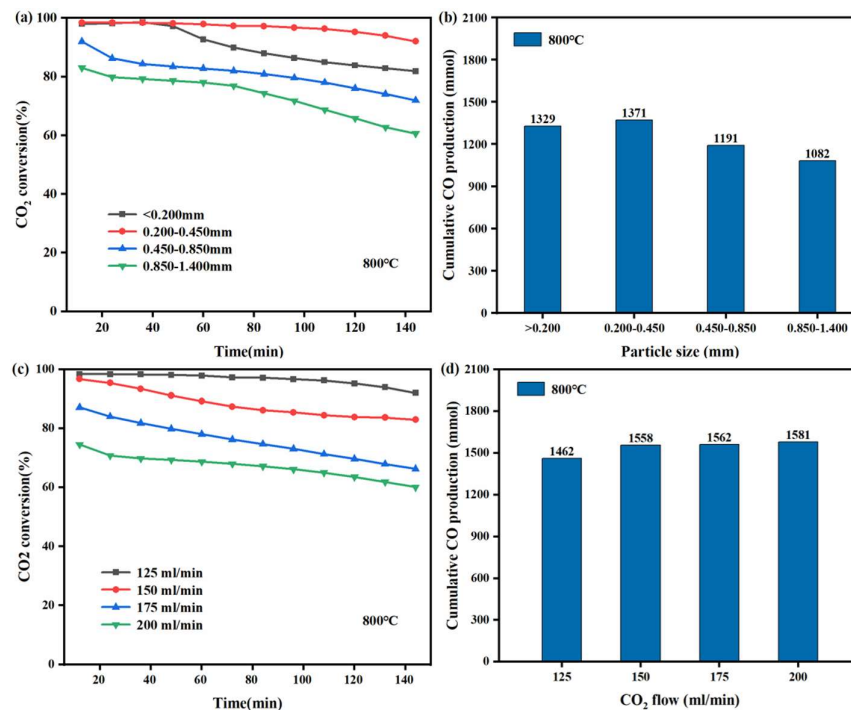 (a)
100
80
60
40
20
0
CO₂ conversion(%)
<0.200mm
0.200-0.450mm
0.450-0.850mm
0.850-1.400mm
800°C
20 40 60 80 100 120 140
Time(min)
(b)
2100
1800
1500
1200
900
600
300
0
Cumulative CO production (mmol)
800°C
1329
1371
1191
1082
>0.200 0.200-0.450 0.450-0.850 0.850-1.400
Particle size (mm)
(c)
100
80
60
40
20
0
CO2 conversion(%)
125 ml/min
150 ml/min
175 ml/min
200 ml/min
800°C
20 40 60 80 100 120 140
Time(min)
(d)
2100
1800
1500
1200
900
600
300
0
Cumulative CO production (mmol)
800°C
1462
1558
1562
1581
125 150 175 200
CO₂ flow (ml/min)